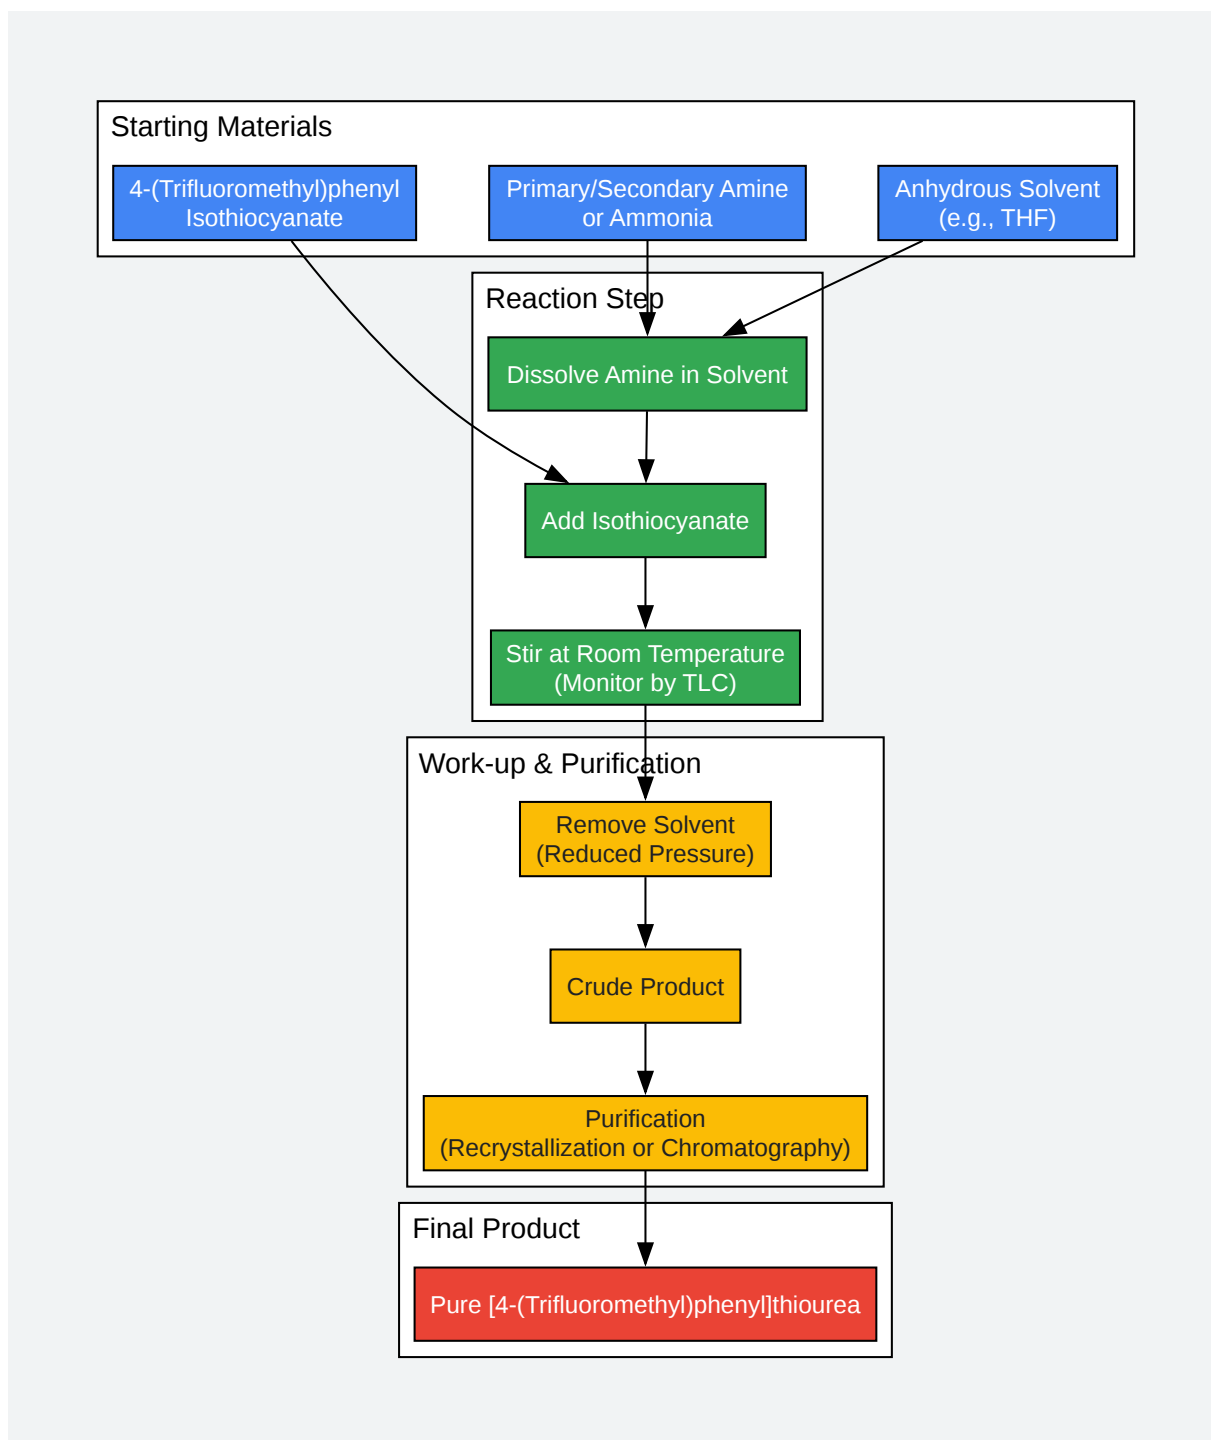 Starting Materials
4-(Trifluoromethyl)phenyl
Isothiocyanate
Primary/Secondary Amine
or Ammonia
Anhydrous Solvent
(e.g., THF)
Reaction Step
Dissolve Amine in Solvent
Add Isothiocyanate
Stir at Room Temperature
(Monitor by TLC)
Work-up & Purification
Remove Solvent
(Reduced Pressure)
Crude Product
Purification
(Recrystallization or Chromatography)
Final Product
Pure [4-(Trifluoromethyl)phenyl]thiourea